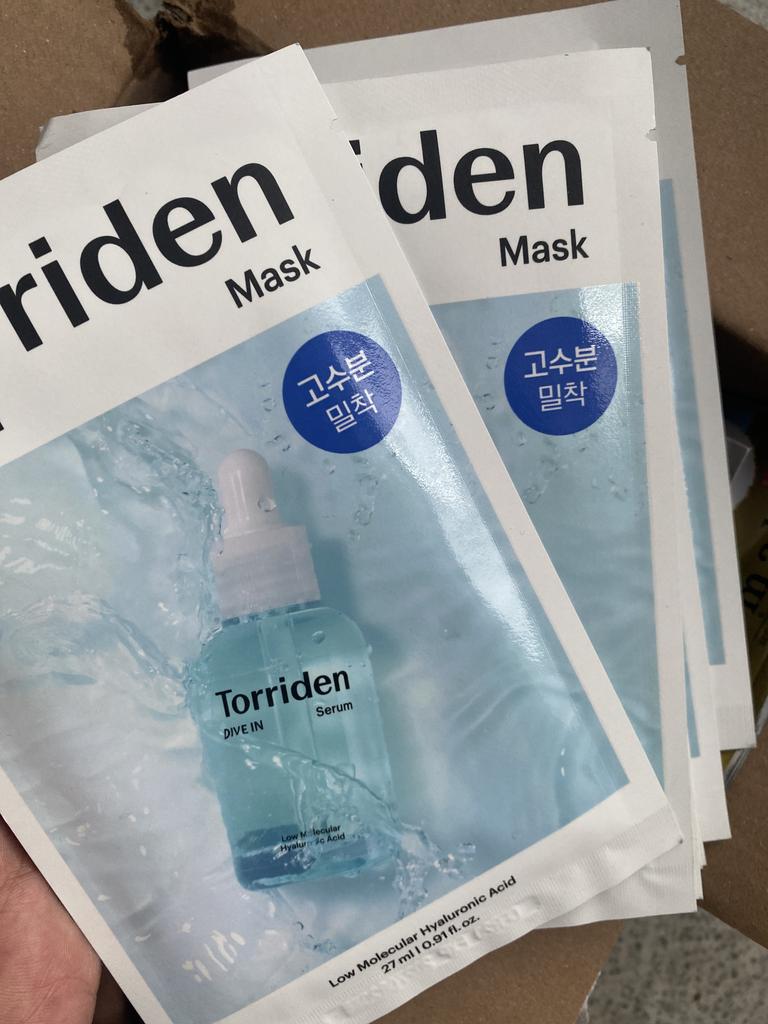 rriden
Mask
고수분
밀착
Torriden
DIVE IN
Serum
Low Molecular
Hyaluronic Acid
Low Molecular Hyaluronic Acid
27 ml | 0.91 fl. oz.
iden
Mask
고수분
밀착